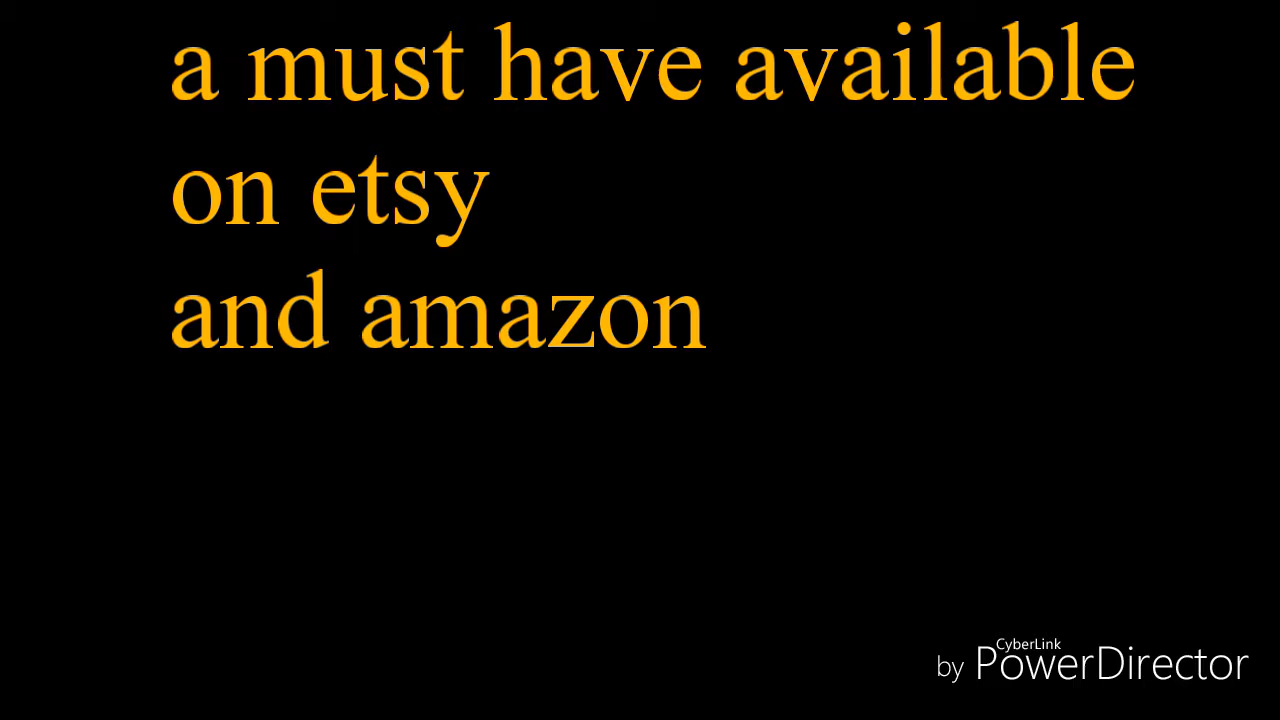 a must have available
on etsy
and amazon
CyberLink
by PowerDirector